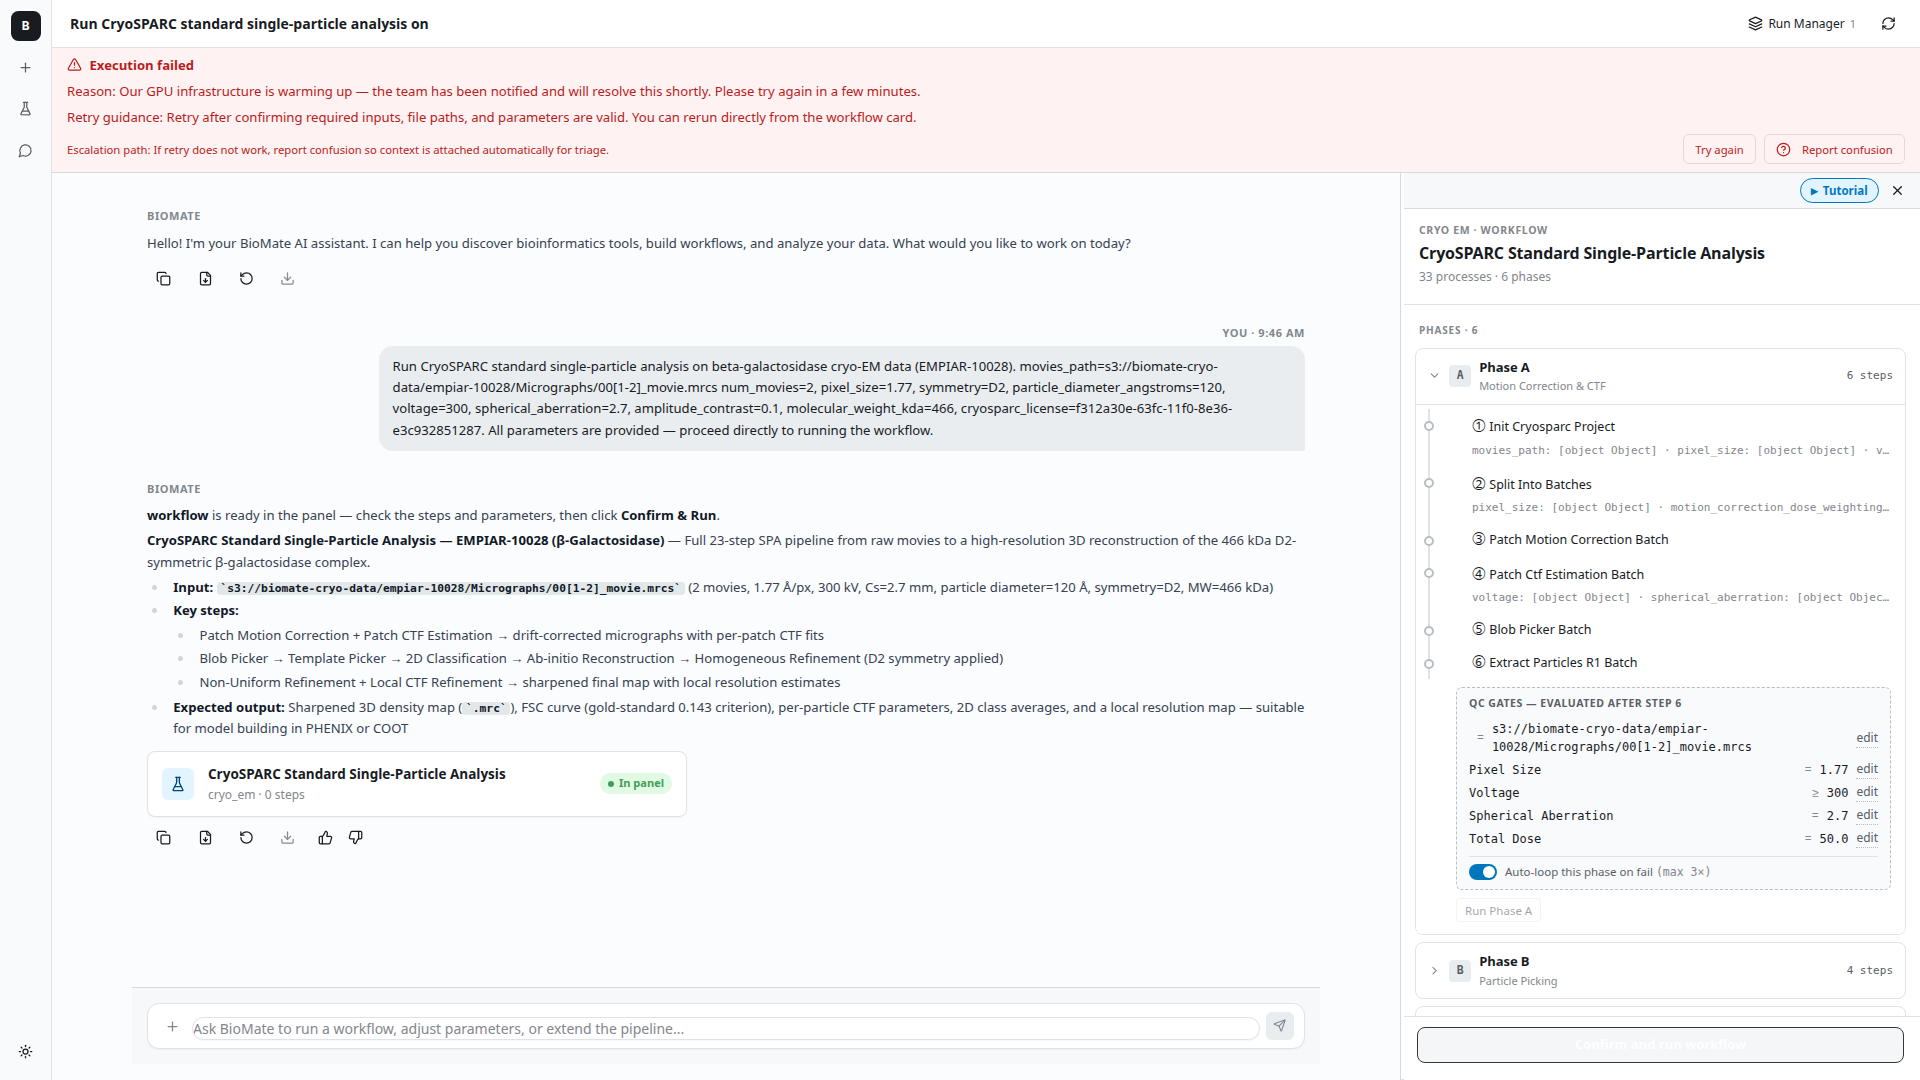 B
Run CryoSPARC standard single-particle analysis on
Run Manager 1
Execution failed
Reason: Our GPU infrastructure is warming up — the team has been notified and will resolve this shortly. Please try again in a few minutes.
Retry guidance: Retry after confirming required inputs, file paths, and parameters are valid. You can rerun directly from the workflow card.
Escalation path: If retry does not work, report confusion so context is attached automatically for triage.
Try again
Report confusion
BIOMATE
Hello! I'm your BioMate AI assistant. I can help you discover bioinformatics tools, build workflows, and analyze your data. What would you like to work on today?
YOU · 9:46 AM
Run CryoSPARC standard single-particle analysis on beta-galactosidase cryo-EM data (EMPIAR-10028). movies_path=s3://biomate-cryo-
data/empiar-10028/Micrographs/00[1-2]_movie.mrcs num_movies=2, pixel_size=1.77, symmetry=D2, particle_diameter_angstroms=120,
voltage=300, spherical_aberration=2.7, amplitude_contrast=0.1, molecular_weight_kda=466, cryosparc_license=f312a30e-63fc-11f0-8e36-
e3c932851287. All parameters are provided — proceed directly to running the workflow.
BIOMATE
workflow is ready in the panel — check the steps and parameters, then click Confirm & Run.
CryoSPARC Standard Single-Particle Analysis — EMPIAR-10028 (β-Galactosidase) — Full 23-step SPA pipeline from raw movies to a high-resolution 3D reconstruction of the 466 kDa D2-
symmetric β-galactosidase complex.
Input: `s3://biomate-cryo-data/empiar-10028/Micrographs/00[1-2]_movie.mrcs` (2 movies, 1.77 Å/px, 300 kV, Cs=2.7 mm, particle diameter=120 Å, symmetry=D2, MW=466 kDa)
Key steps:
Patch Motion Correction + Patch CTF Estimation → drift-corrected micrographs with per-patch CTF fits
Blob Picker → Template Picker → 2D Classification → Ab-initio Reconstruction → Homogeneous Refinement (D2 symmetry applied)
Non-Uniform Refinement + Local CTF Refinement → sharpened final map with local resolution estimates
Expected output: Sharpened 3D density map (`.mrc`), FSC curve (gold-standard 0.143 criterion), per-particle CTF parameters, 2D class averages, and a local resolution map — suitable
for model building in PHENIX or COOT
CryoSPARC Standard Single-Particle Analysis
cryo_em · 0 steps
In panel
Ask BioMate to run a workflow, adjust parameters, or extend the pipeline...
▶ Tutorial
CRYO EM · WORKFLOW
CryoSPARC Standard Single-Particle Analysis
33 processes · 6 phases
PHASES · 6
A
Phase A
Motion Correction & CTF
6 steps
① Init Cryosparc Project
movies_path: [object Object] · pixel_size: [object Object] · v…
② Split Into Batches
pixel_size: [object Object] · motion_correction_dose_weighting…
③ Patch Motion Correction Batch
④ Patch Ctf Estimation Batch
voltage: [object Object] · spherical_aberration: [object Objec…
⑤ Blob Picker Batch
⑥ Extract Particles R1 Batch
QC GATES — EVALUATED AFTER STEP 6
= s3://biomate-cryo-data/empiar-
10028/Micrographs/00[1-2]_movie.mrcs
edit
Pixel Size = 1.77 edit
Voltage ≥ 300 edit
Spherical Aberration = 2.7 edit
Total Dose = 50.0 edit
Auto-loop this phase on fail (max 3×)
Run Phase A
B
Phase B
Particle Picking
4 steps
Confirm and run workflow